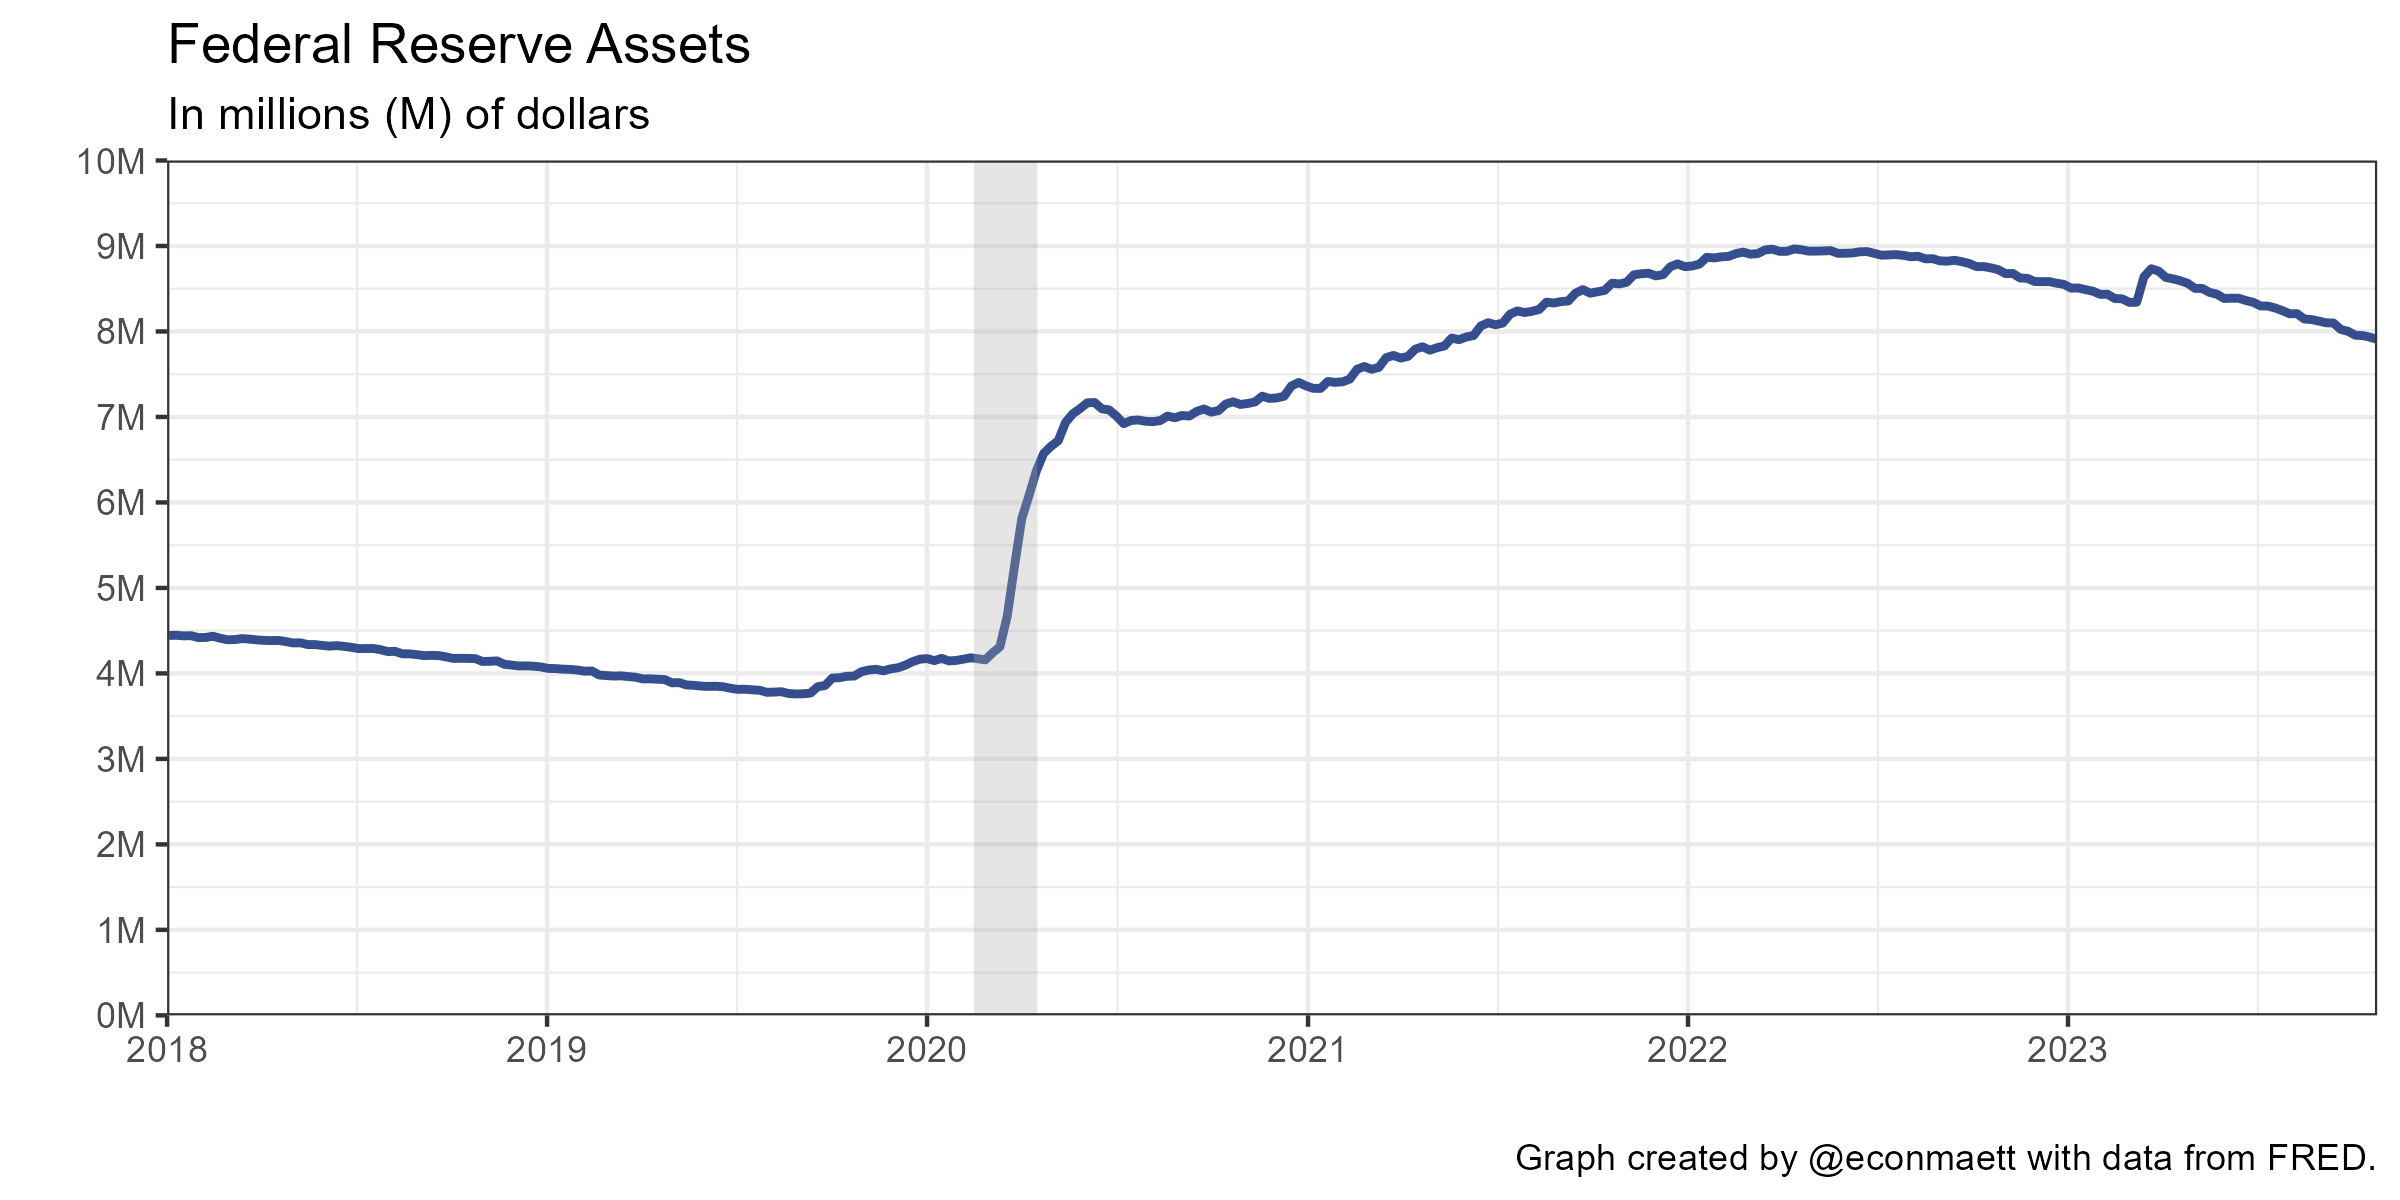 Federal Reserve Assets
In millions (M) of dollars
10M
9M
8M
7M
6M
5M
4M
3M
2M
1M
0M
2018 2019 2020 2021 2022 2023
Graph created by @econmaett with data from FRED.